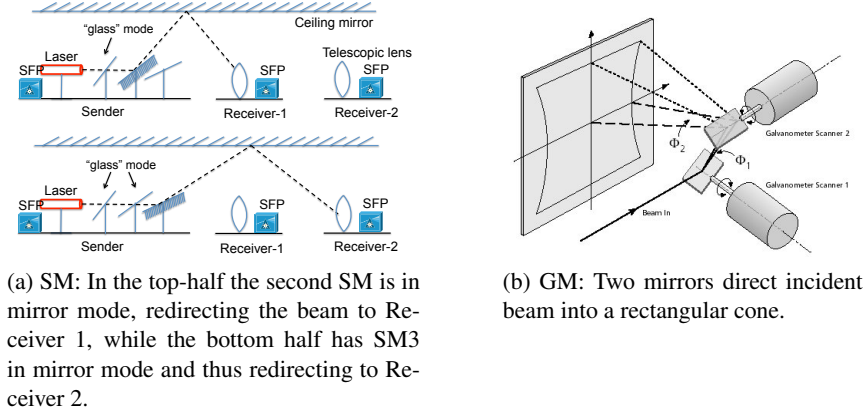 Ceiling mirror
"glass" mode
Laser
SFP
Telescopic lens
SFP
SFP
Sender
Receiver-1
Receiver-2
"glass" mode
Laser
SFP
SFP
SFP
Sender
Receiver-1
Receiver-2
(a) SM: In the top-half the second SM is in
mirror mode, redirecting the beam to Re-
ceiver 1, while the bottom half has SM3
in mirror mode and thus redirecting to Re-
ceiver 2.
Galvanometer Scanner 2
Φ2
Φ1
Galvanometer Scanner 1
Beam In
(b) GM: Two mirrors direct incident
beam into a rectangular cone.